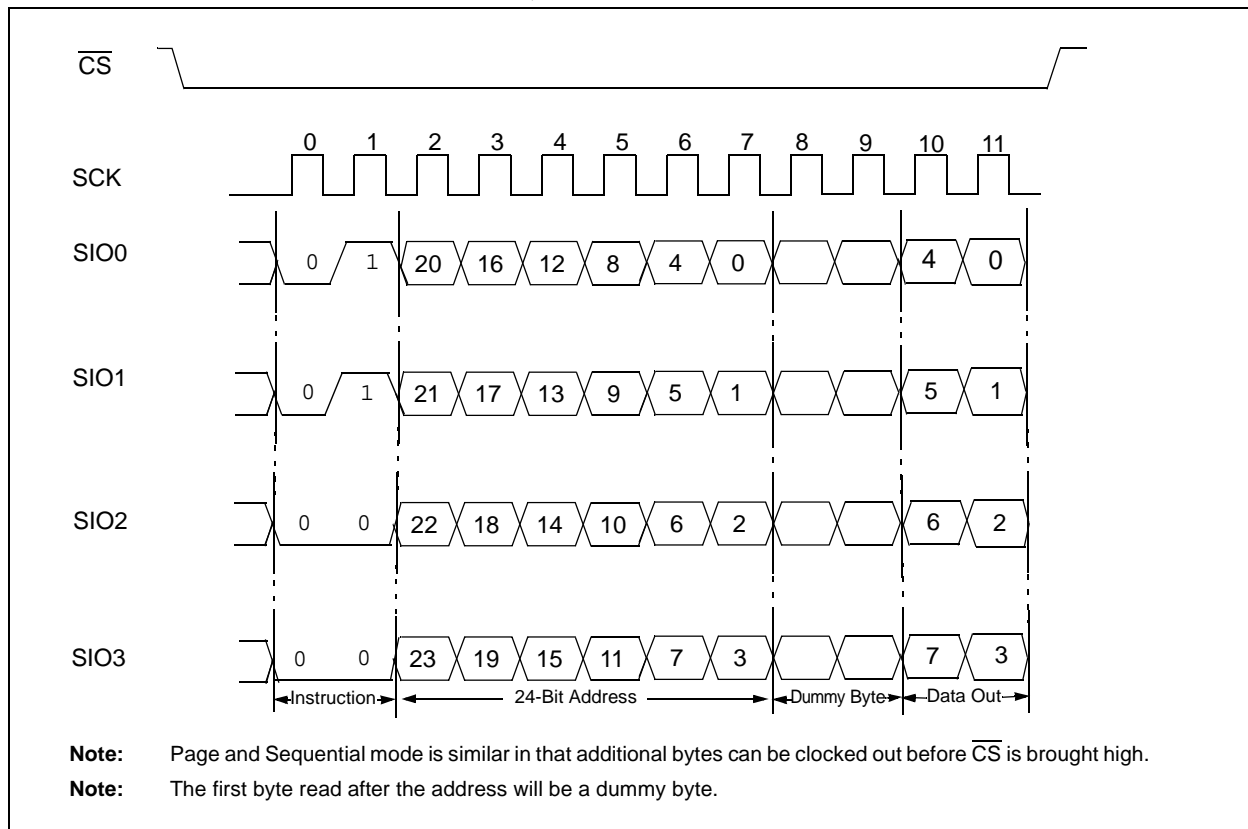 CS
0 1 2 3 4 5 6 7 8 9 10 11
SCK
SIO0 0 1 20 16 12 8 4 0 4 0
SIO1 0 1 21 17 13 9 5 1 5 1
SIO2 0 0 22 18 14 10 6 2 6 2
SIO3 0 0 23 19 15 11 7 3 7 3
Instruction 24-Bit Address Dummy Byte Data Out
Note: Page and Sequential mode is similar in that additional bytes can be clocked out before CS is brought high.
Note: The first byte read after the address will be a dummy byte.